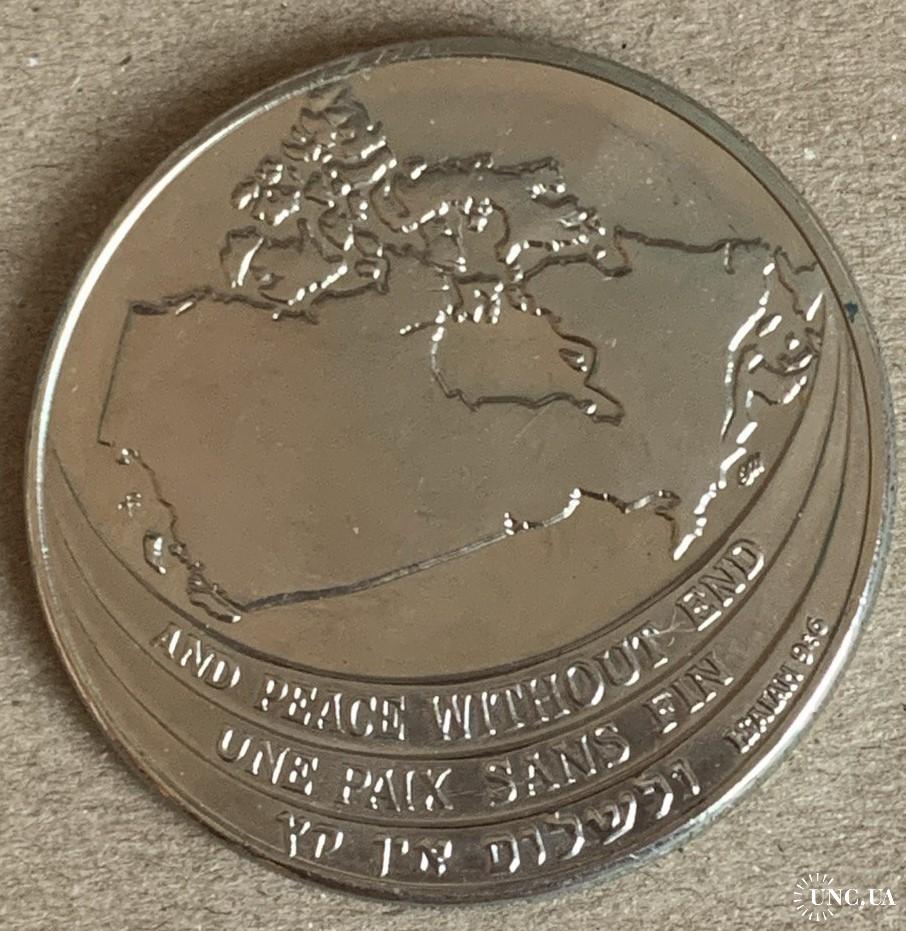 AND PEACE WITHOUT END
UNE PAIX SANS FIN
ולשלום אין קץ
ISAIAH 9:6
UNC.UA